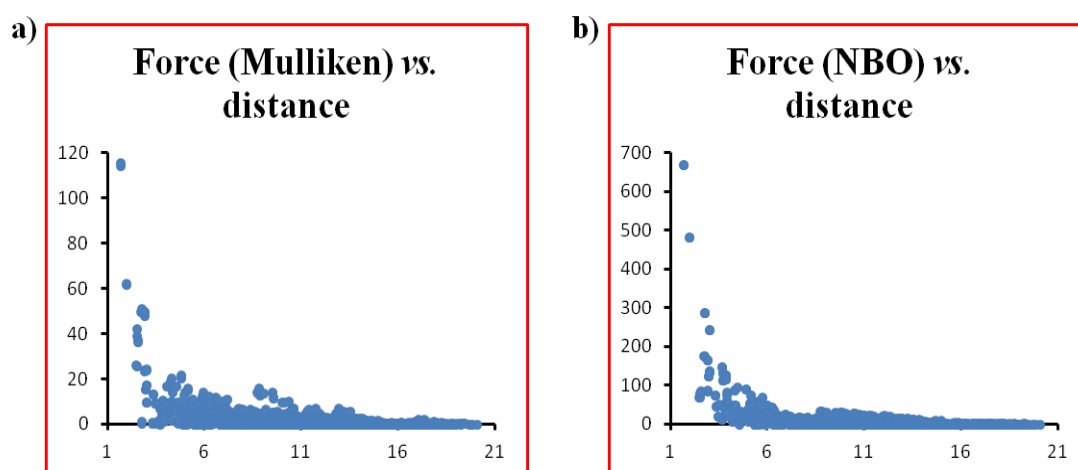 a)
Force (Mulliken) vs.
distance
120
100
80
60
40
20
0
1 6 11 16 21
b)
Force (NBO) vs.
distance
700
600
500
400
300
200
100
0
1 6 11 16 21